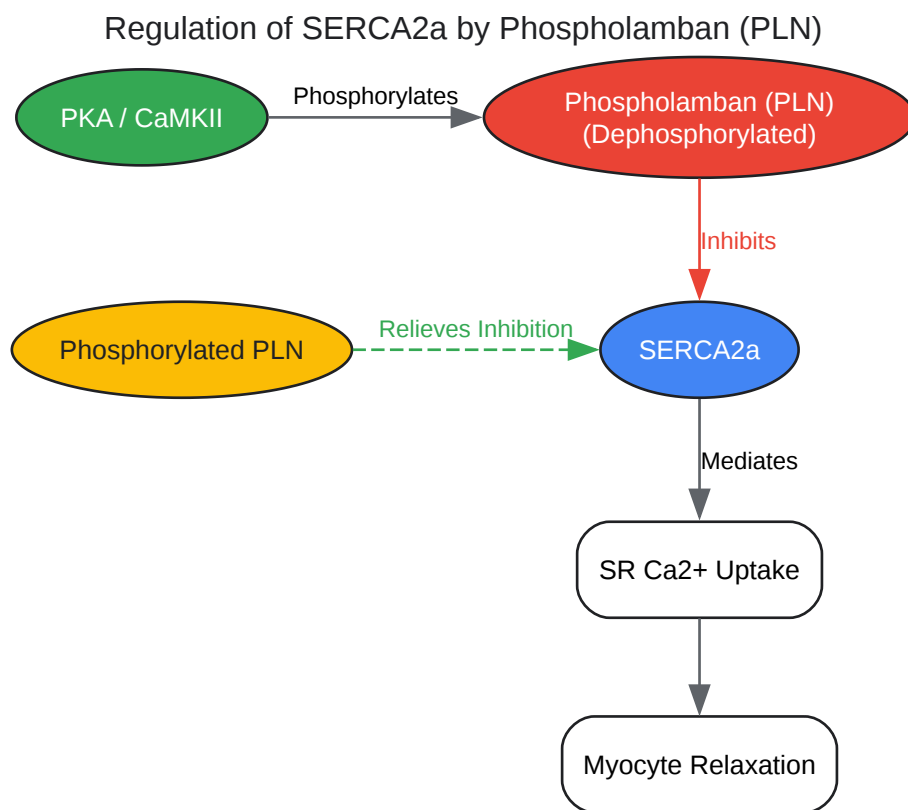 Regulation of SERCA2a by Phospholamban (PLN)
PKA / CaMKII
Phosphorylates
Phospholamban (PLN)
(Dephosphorylated)
Inhibits
Phosphorylated PLN
Relieves Inhibition
SERCA2a
Mediates
SR Ca2+ Uptake
Myocyte Relaxation